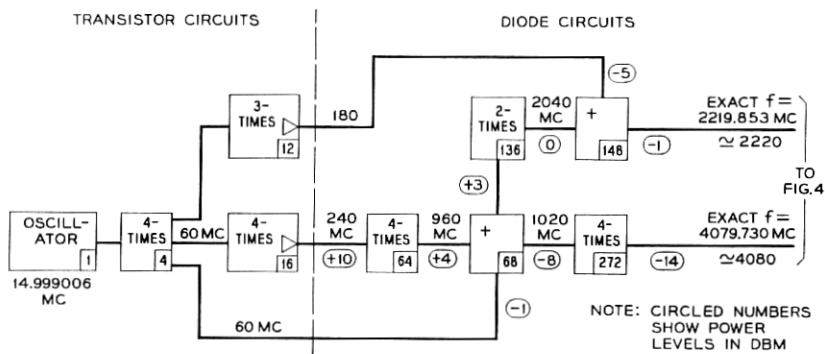 TRANSISTOR CIRCUITS
DIODE CIRCUITS
3-
TIMES
12
180
-5
2-
TIMES
136
2040
MC
0
+
148
-1
EXACT f=
2219.853 MC
≃ 2220
TO
FIG.4
+3
OSCILL-
ATOR
1
14.999006
MC
4-
TIMES
4
60 MC
4-
TIMES
16
240
MC
+10
4-
TIMES
64
960
MC
+4
+
68
1020
MC
-8
4-
TIMES
272
-14
EXACT f=
4079.730 MC
≃4080
60 MC
-1
NOTE: CIRCLED NUMBERS
SHOW POWER
LEVELS IN DBM